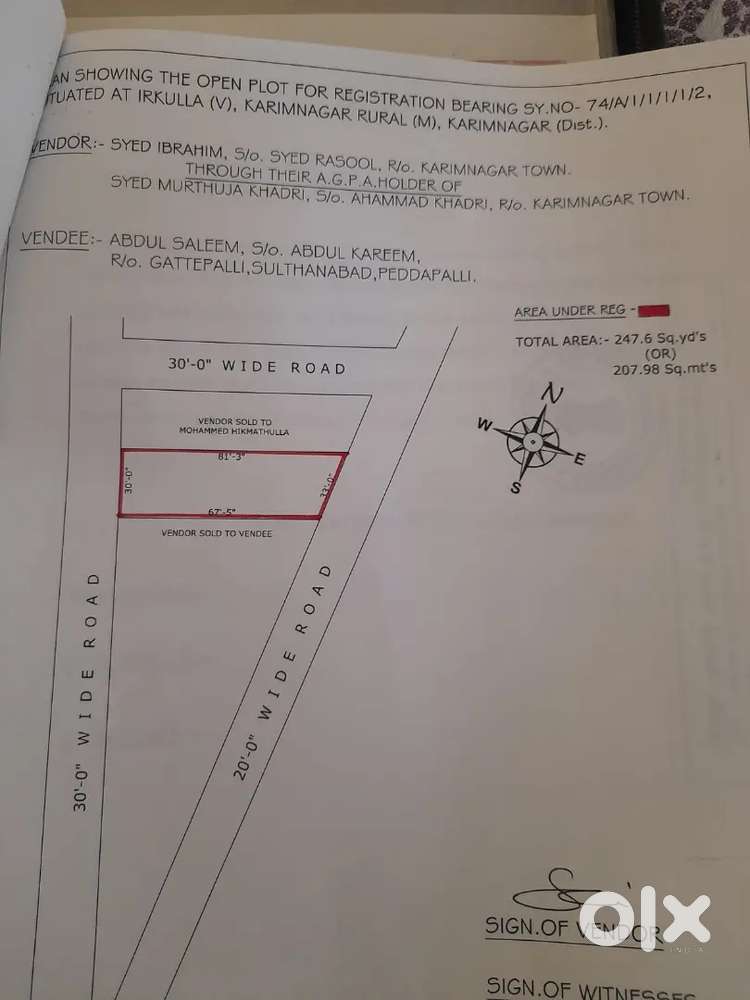 AN SHOWING THE OPEN PLOT FOR REGISTRATION BEARING SY.NO- 74/A/1/1/1/1/2,
TUATED AT IRKULLA (V), KARIMNAGAR RURAL (M), KARIMNAGAR (Dist.).
VENDOR:- SYED IBRAHIM, S/o. SYED RASOOL, R/o. KARIMNAGAR TOWN.
THROUGH THEIR A.G.P.A.HOLDER OF
SYED MURTHUJA KHADRI, S/o. AHAMMAD KHADRI, R/o. KARIMNAGAR TOWN.
VENDEE:- ABDUL SALEEM, S/o. ABDUL KAREEM,
R/o. GATTEPALLI,SULTHANABAD,PEDDAPALLI.
AREA UNDER REG -
TOTAL AREA:- 247.6 Sq.yd's
(OR)
207.98 Sq.mt's
30'-0" WIDE ROAD
VENDOR SOLD TO
MOHAMMED HIKMATHULLA
81'-3"
30'-0"
33'-0"
67'-5"
VENDOR SOLD TO VENDEE
N
W
E
S
30'-0" WIDE ROAD
20'-0" WIDE ROAD
SIGN.OF VENDOR
olx
INDIA
SIGN.OF WITNESSES